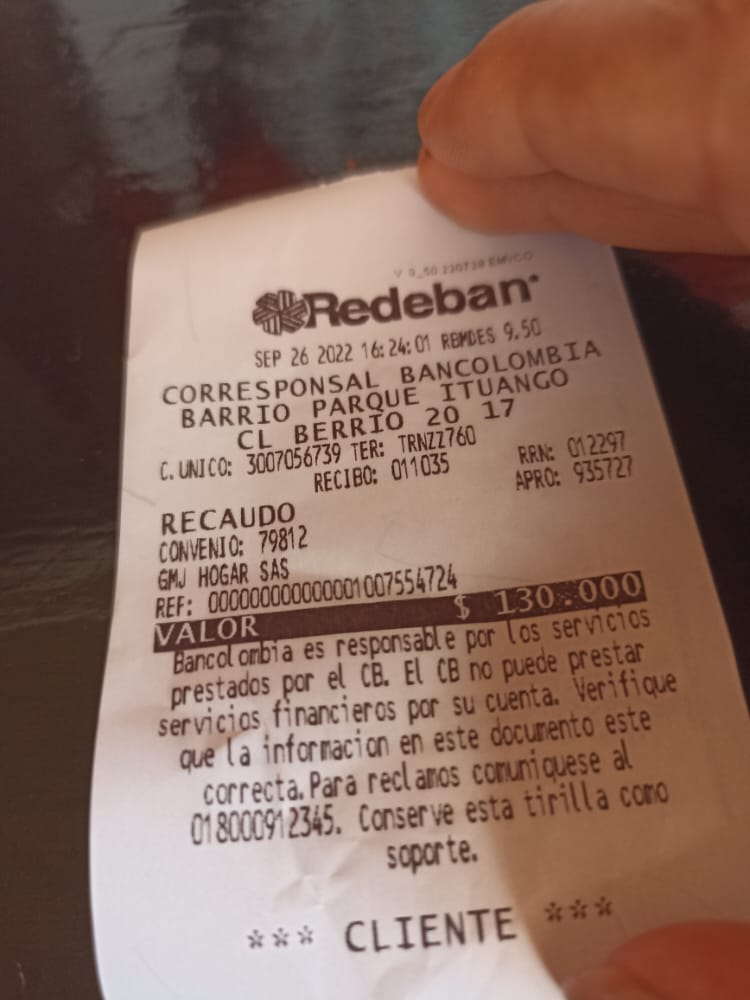 V 9_50 220728 EMVCO
Redeban
SEP 26 2022 16:24:01 RBMDES 9.50
CORRESPONSAL BANCOLOMBIA
BARRIO PARQUE ITUANGO
CL BERRIO 20 17
C. UNICO: 3007056739 TER: TRNZZ760
RECIBO: 011035 RRN: 012297
APRO: 935727
RECAUDO
CONVENIO: 79812
GMJ HOGAR SAS
REF: 000000000000001007554724
VALOR $ 130.000
Bancolombia es responsable por los servicios
prestados por el CB. El CB no puede prestar
servicios financieros por su cuenta. Verifique
que la informacion en este documento este
correcta. Para reclamos comuniquese al
018000912345. Conserve esta tirilla como
soporte.
*** CLIENTE ***